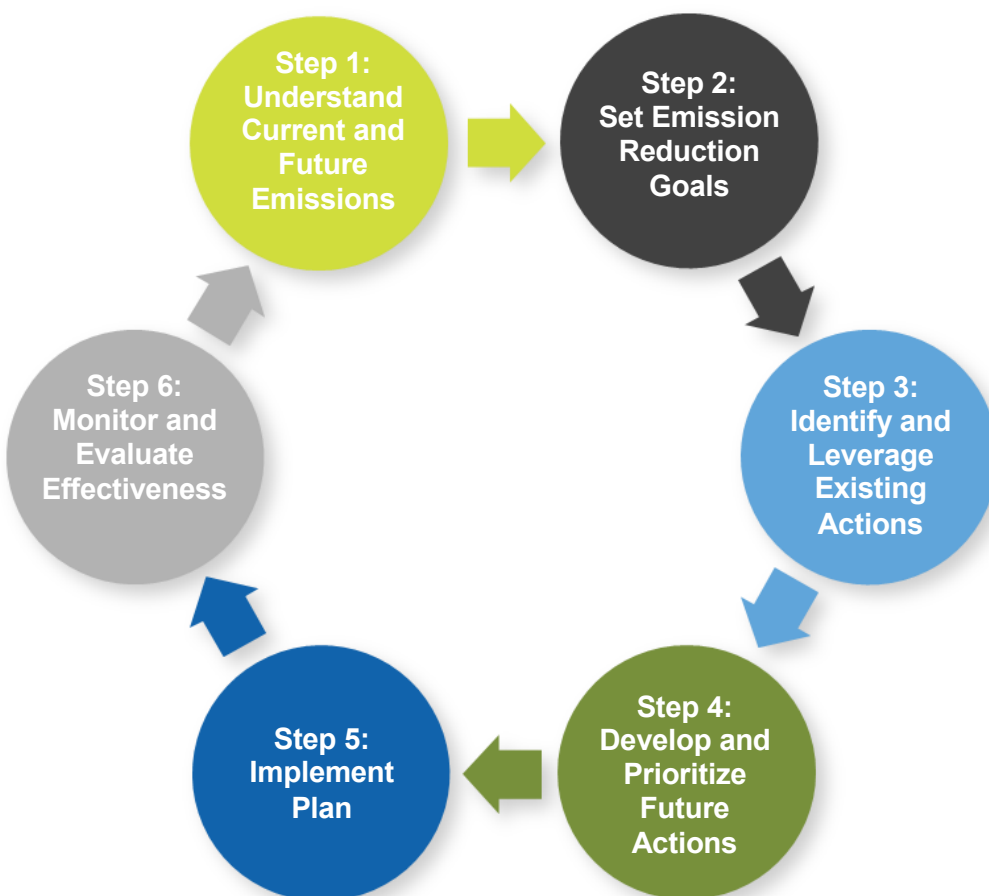 Step 1:
Understand
Current and
Future
Emissions
Step 2:
Set Emission
Reduction
Goals
Step 3:
Identify and
Leverage
Existing
Actions
Step 4:
Develop and
Prioritize
Future
Actions
Step 5:
Implement
Plan
Step 6:
Monitor and
Evaluate
Effectiveness